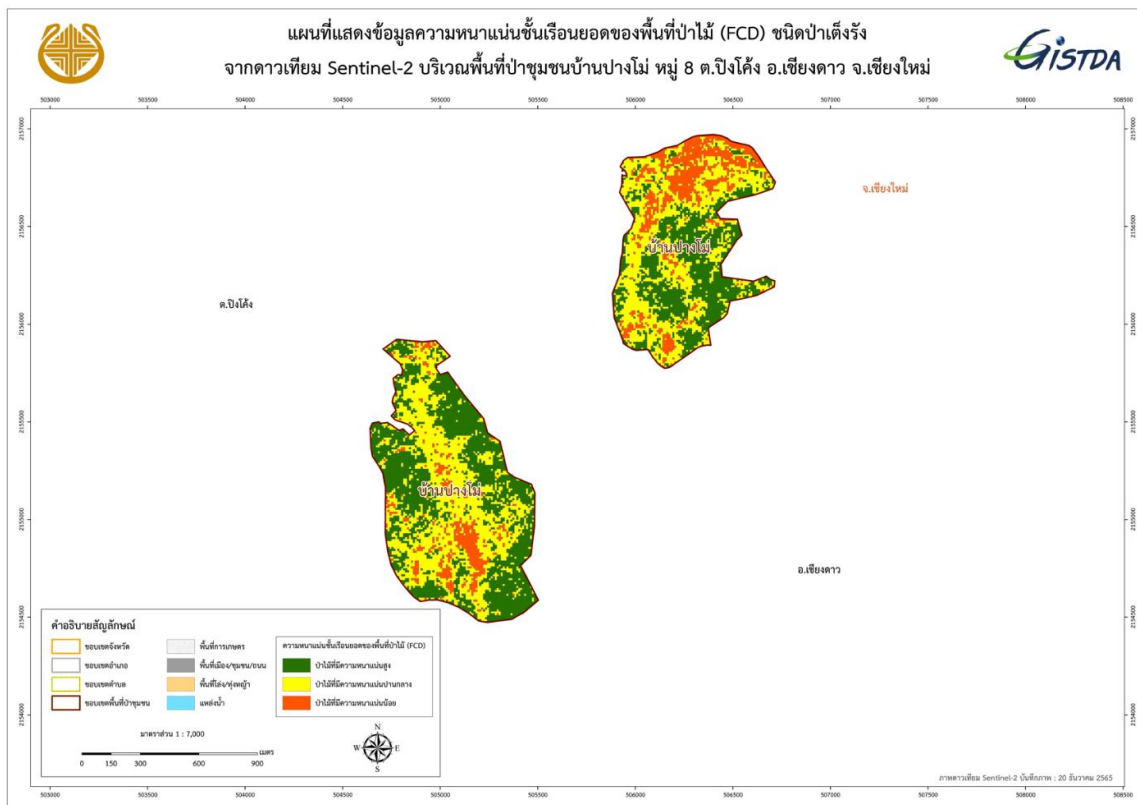 แผนที่แสดงข้อมูลความหนาแน่นชั้นเรือนยอดของพื้นที่ป่าไม้ (FCD) ชนิดป่าเต็งรัง
จากดาวเทียม Sentinel-2 บริเวณพื้นที่ป่าชุมชนบ้านปางโม่ หมู่ 8 ต.ปิงโค้ง อ.เชียงดาว จ.เชียงใหม่
GISTDA
503000 503500 504000 504500 505000 505500 506000 506500 507000 507500 508000 508500
2157000 2157000
จ.เชียงใหม่
2156500 2156500
บ้านปางโม่
ต.ปิงโค้ง
2156000 2156000
2155500 2155500
บ้านปางโม่
2155000 2155000
อ.เชียงดาว
2154500 2154500
คำอธิบายสัญลักษณ์
ขอบเขตจังหวัด
ขอบเขตอำเภอ
ขอบเขตตำบล
ขอบเขตพื้นที่ป่าชุมชน
พื้นที่การเกษตร
พื้นที่เมือง/ชุมชน/ถนน
พื้นที่โล่ง/ทุ่งหญ้า
แหล่งน้ำ
ความหนาแน่นชั้นเรือนยอดของพื้นที่ป่าไม้ (FCD)
ป่าไม้ที่มีความหนาแน่นสูง
ป่าไม้ที่มีความหนาแน่นปานกลาง
ป่าไม้ที่มีความหนาแน่นน้อย
2154000 2154000
มาตราส่วน 1 : 7,000
เมตร
0 150 300 600 900
N
W E
S
ภาพดาวเทียม Sentinel-2 บันทึกภาพ : 20 ธันวาคม 2565
503000 503500 504000 504500 505000 505500 506000 506500 507000 507500 508000 508500